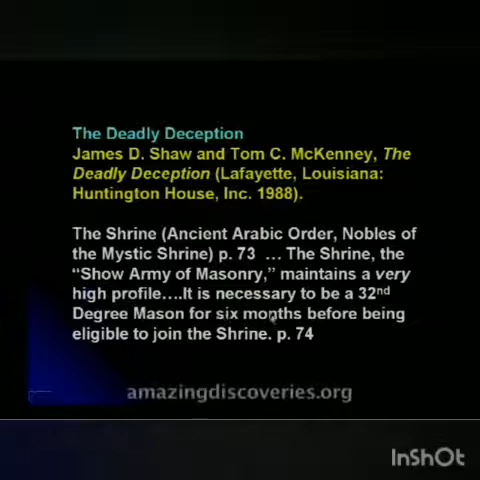 The Deadly Deception
James D. Shaw and Tom C. McKenney, The
Deadly Deception (Lafayette, Louisiana:
Huntington House, Inc. 1988).
The Shrine (Ancient Arabic Order, Nobles of
the Mystic Shrine) p. 73 … The Shrine, the
“Show Army of Masonry,” maintains a very
high profile….It is necessary to be a 32nd
Degree Mason for six months before being
eligible to join the Shrine. p. 74
amazingdiscoveries.org
InShOt